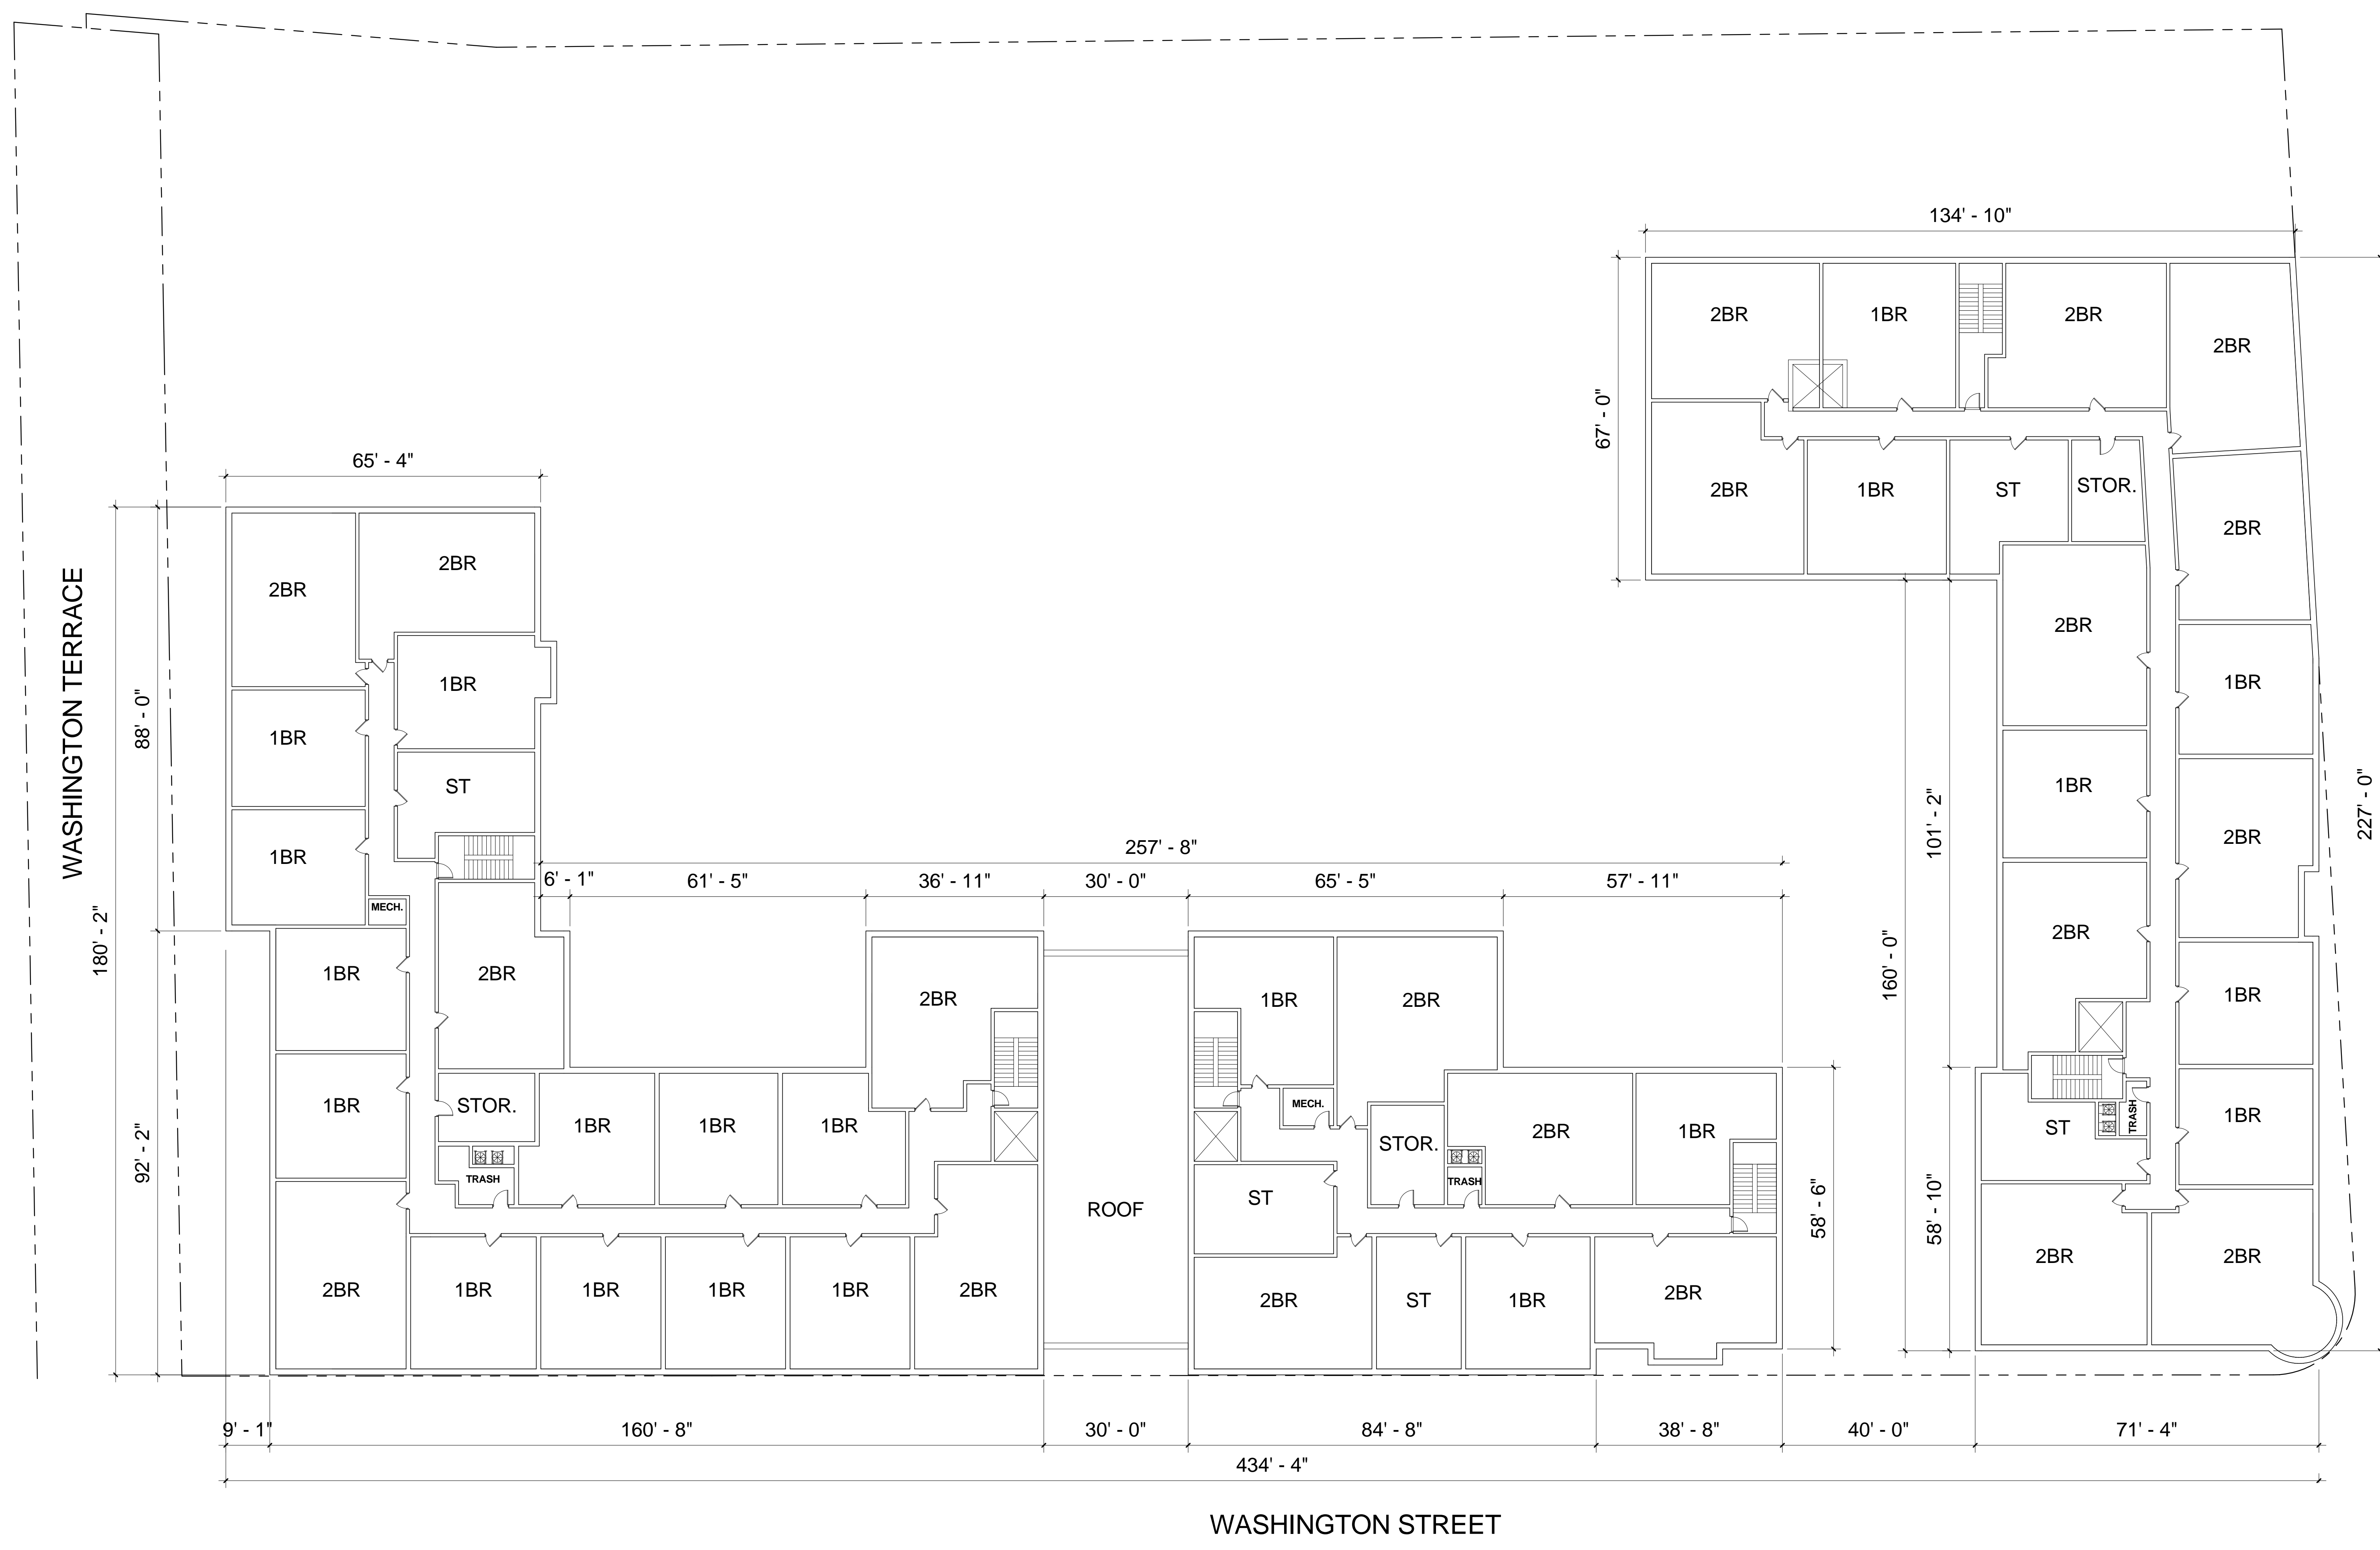 134' - 10"
2BR
1BR
2BR
2BR
67' - 0"
2BR
1BR
ST
STOR.
2BR
65' - 4"
2BR
2BR
2BR
1BR
1BR
WASHINGTON TERRACE
88' - 0"
1BR
1BR
ST
1BR
101' - 2"
2BR
227' - 0"
257' - 8"
6' - 1"
61' - 5"
36' - 11"
30' - 0"
65' - 5"
57' - 11"
MECH.
180' - 2"
1BR
2BR
2BR
1BR
2BR
160' - 0"
2BR
1BR
92' - 2"
1BR
STOR.
1BR
1BR
1BR
MECH.
STOR.
2BR
1BR
ST
TRASH
1BR
TRASH
ST
TRASH
ROOF
58' - 6"
58' - 10"
2BR
1BR
1BR
1BR
1BR
2BR
2BR
ST
1BR
2BR
2BR
2BR
9' - 1"
160' - 8"
30' - 0"
84' - 8"
38' - 8"
40' - 0"
71' - 4"
434' - 4"
WASHINGTON STREET